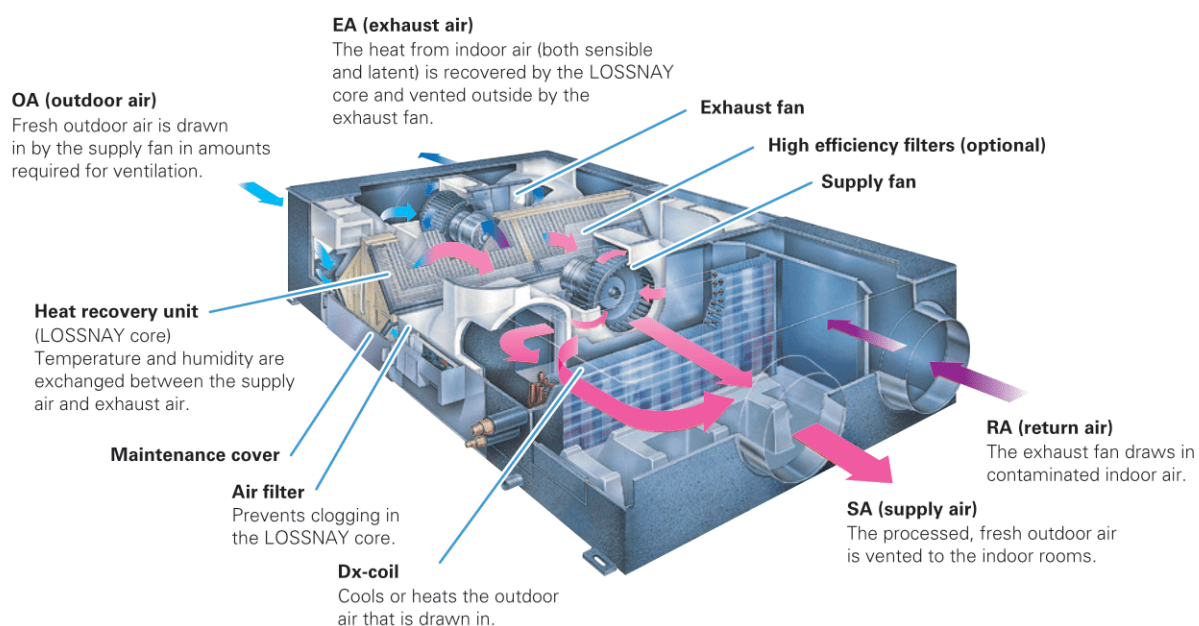 EA (exhaust air)
The heat from indoor air (both sensible
and latent) is recovered by the LOSSNAY
core and vented outside by the
exhaust fan.
OA (outdoor air)
Fresh outdoor air is drawn
in by the supply fan in amounts
required for ventilation.
Exhaust fan
High efficiency filters (optional)
Supply fan
Heat recovery unit
(LOSSNAY core)
Temperature and humidity are
exchanged between the supply
air and exhaust air.
Maintenance cover
Air filter
Prevents clogging in
the LOSSNAY core.
Dx-coil
Cools or heats the outdoor
air that is drawn in.
RA (return air)
The exhaust fan draws in
contaminated indoor air.
SA (supply air)
The processed, fresh outdoor air
is vented to the indoor rooms.